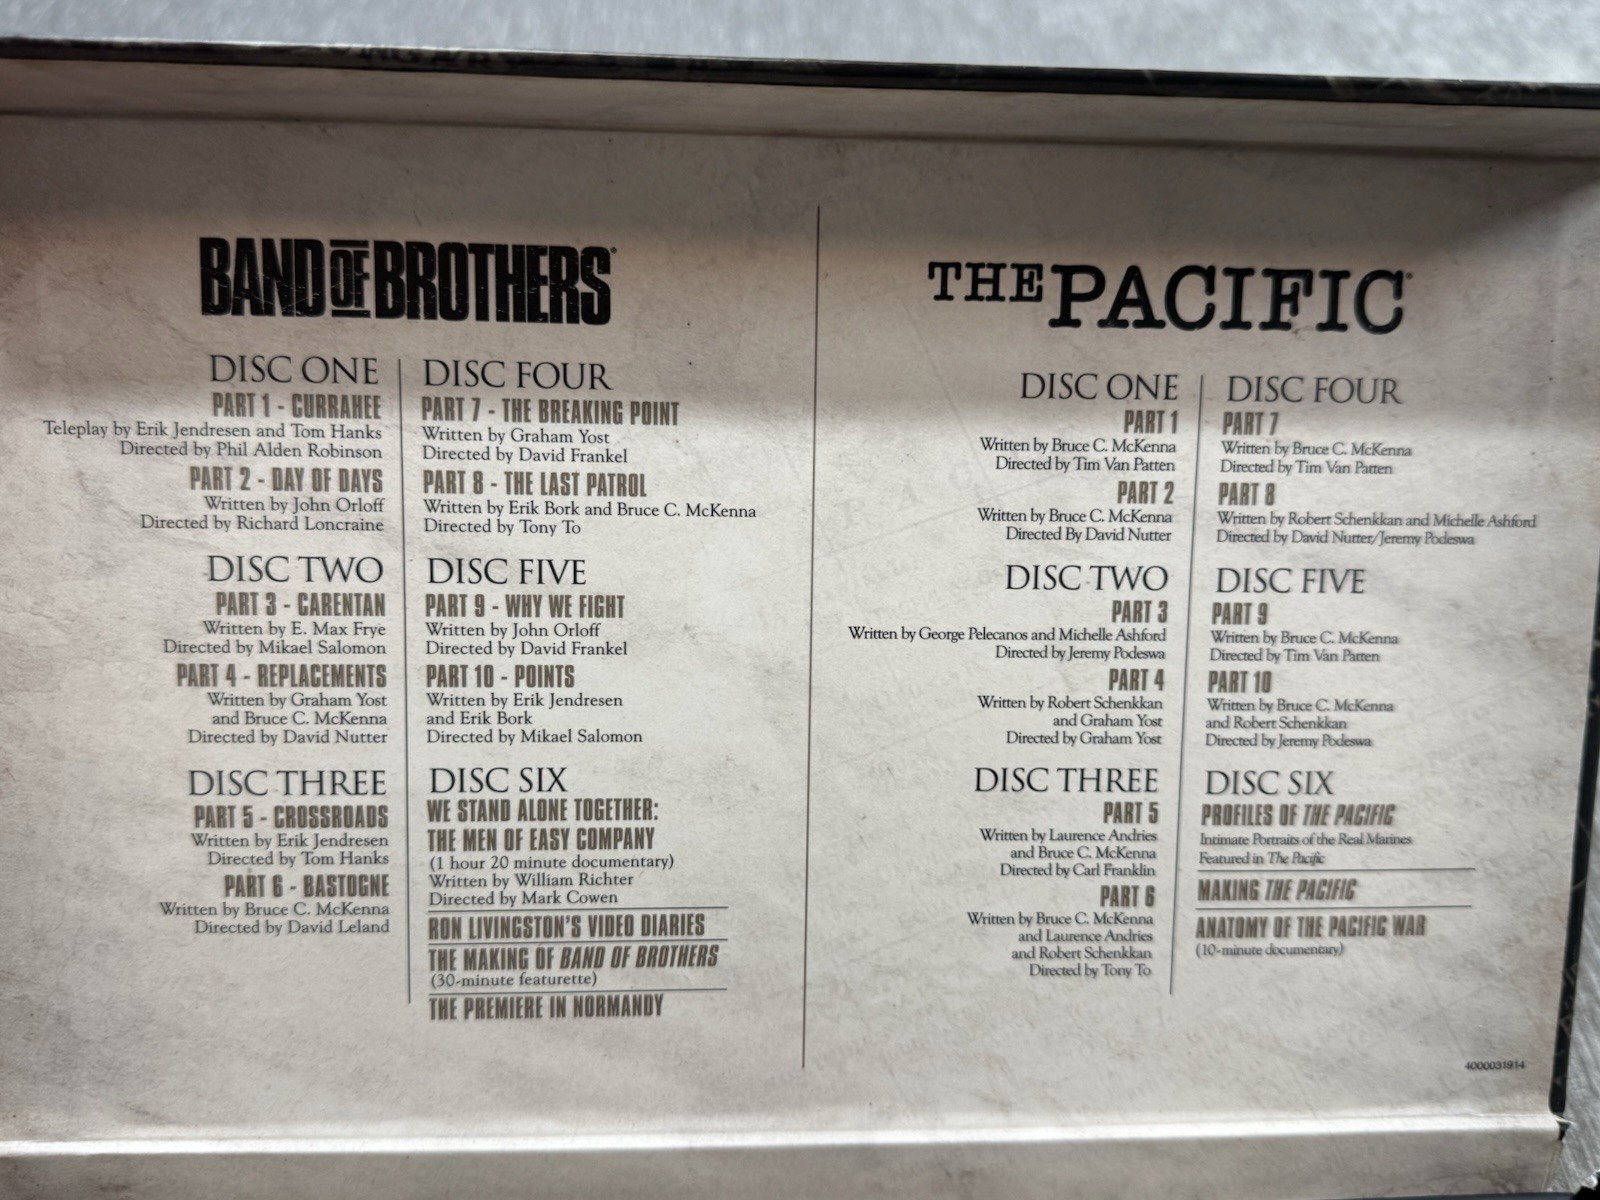 BAND OF BROTHERS
DISC ONE
PART 1 - CURRAHEE
Teleplay by Erik Jendresen and Tom Hanks
Directed by Phil Alden Robinson
PART 2 - DAY OF DAYS
Written by John Orloff
Directed by Richard Loncraine
DISC TWO
PART 3 - CARENTAN
Written by E. Max Frye
Directed by Mikael Salomon
PART 4 - REPLACEMENTS
Written by Graham Yost
and Bruce C. McKenna
Directed by David Nutter
DISC THREE
PART 5 - CROSSROADS
Written by Erik Jendresen
Directed by Tom Hanks
PART 6 - BASTOGNE
Written by Bruce C. McKenna
Directed by David Leland
DISC FOUR
PART 7 - THE BREAKING POINT
Written by Graham Yost
Directed by David Frankel
PART 8 - THE LAST PATROL
Written by Erik Bork and Bruce C. McKenna
Directed by Tony To
DISC FIVE
PART 9 - WHY WE FIGHT
Written by John Orloff
Directed by David Frankel
PART 10 - POINTS
Written by Erik Jendresen
and Erik Bork
Directed by Mikael Salomon
DISC SIX
WE STAND ALONE TOGETHER:
THE MEN OF EASY COMPANY
(1 hour 20 minute documentary)
Written by William Richter
Directed by Mark Cowen
RON LIVINGSTON'S VIDEO DIARIES
THE MAKING OF BAND OF BROTHERS
(30-minute featurette)
THE PREMIERE IN NORMANDY
THE PACIFIC
DISC ONE
PART 1
Written by Bruce C. McKenna
Directed by Tim Van Patten
PART 2
Written by Bruce C. McKenna
Directed By David Nutter
DISC TWO
PART 3
Written by George Pelecanos and Michelle Ashford
Directed by Jeremy Podeswa
PART 4
Written by Robert Schenkkan
and Graham Yost
Directed by Graham Yost
DISC THREE
PART 5
Written by Laurence Andries
and Bruce C. McKenna
Directed by Carl Franklin
PART 6
Written by Bruce C. McKenna
and Laurence Andries
and Robert Schenkkan
Directed by Tony To
DISC FOUR
PART 7
Written by Bruce C. McKenna
Directed by Tim Van Patten
PART 8
Written by Robert Schenkkan and Michelle Ashford
Directed by David Nutter/Jeremy Podeswa
DISC FIVE
PART 9
Written by Bruce C. McKenna
Directed by Tim Van Patten
PART 10
Written by Bruce C. McKenna
and Robert Schenkkan
Directed by Jeremy Podeswa
DISC SIX
PROFILES OF THE PACIFIC
Intimate Portraits of the Real Marines
Featured in The Pacific
MAKING THE PACIFIC
ANATOMY OF THE PACIFIC WAR
(10-minute documentary)
4000031914